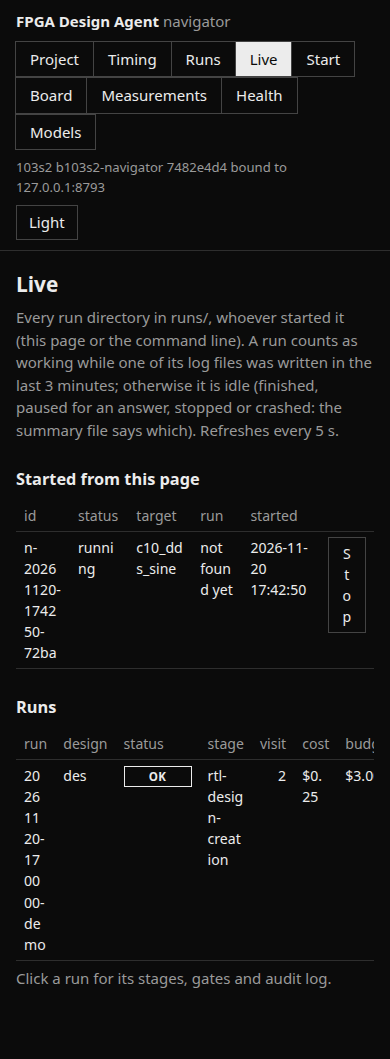 FPGA Design Agent navigator
Project Timing Runs Live Start
Board Measurements Health
Models
103s2 b103s2-navigator 7482e4d4 bound to
127.0.0.1:8793
Light
Live
Every run directory in runs/, whoever started it
(this page or the command line). A run counts as
working while one of its log files was written in the
last 3 minutes; otherwise it is idle (finished,
paused for an answer, stopped or crashed: the
summary file says which). Refreshes every 5 s.
Started from this page
id status target run started
n- runni c10_dd not 2026-11- S
2026 ng s_sine foun 20 t
1120- d yet 17:42:50 o
1742 p
50-
72ba
Runs
run design status stage visit cost budg
20 des OK rtl- 2 $0. $3.0
26 desig 25
11 n-
20- creat
17 ion
00
00-
de
mo
Click a run for its stages, gates and audit log.